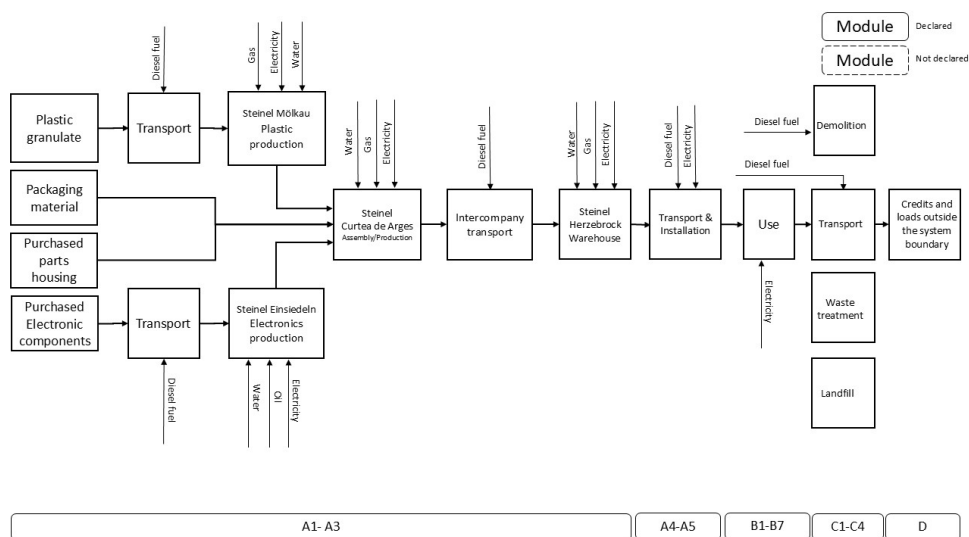 Module
Declared
Module
Not declared
Diesel fuel
Gas
Electricity
Water
Plastic
granulate
Transport
Steinel Mölkau
Plastic
production
Diesel fuel
Demolition
Water
Gas
Electricity
Diesel fuel
Water
Gas
Electricity
Diesel fuel
Electricity
Diesel fuel
Packaging
material
Steinel
Curtea de Arges
Assembly/Production
Intercompany
transport
Steinel
Herzebrock
Warehouse
Transport &
Installation
Use
Transport
Credits and
loads outside
the system
boundary
Purchased
parts
housing
Purchased
Electronic
components
Transport
Steinel Einsiedeln
Electronics
production
Electricity
Waste
treatment
Diesel fuel
Water
Oil
Electricity
Landfill
A1- A3
A4-A5
B1-B7
C1-C4
D